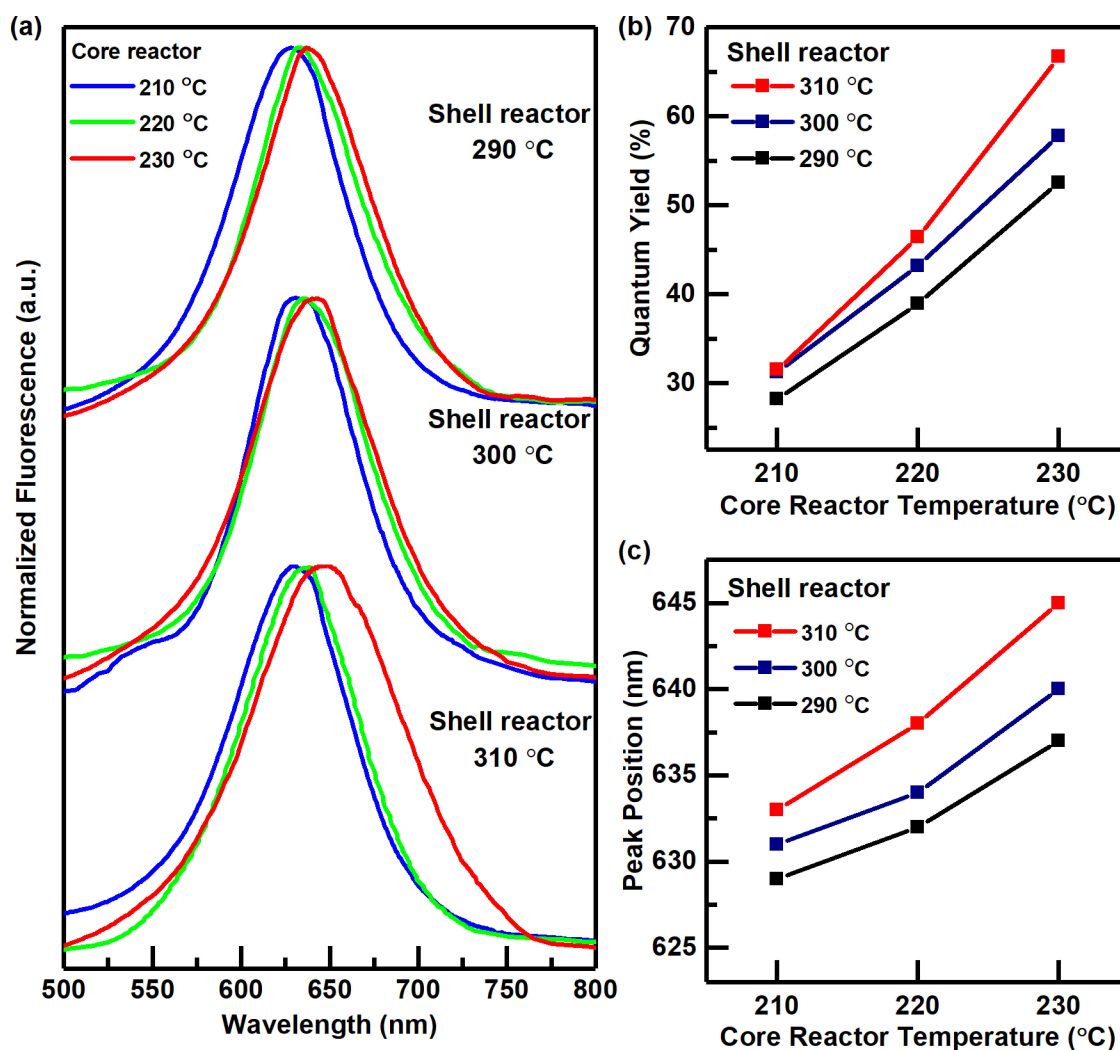 (a)
Core reactor
210 °C
220 °C
230 °C
Shell reactor
290 °C
Shell reactor
300 °C
Shell reactor
310 °C
Normalized Fluorescence (a.u.)
500 550 600 650 700 750 800
Wavelength (nm)
(b)
Shell reactor
310 °C
300 °C
290 °C
Quantum Yield (%)
70
60
50
40
30
210 220 230
Core Reactor Temperature (°C)
(c)
Shell reactor
310 °C
300 °C
290 °C
Peak Position (nm)
645
640
635
630
625
210 220 230
Core Reactor Temperature (°C)